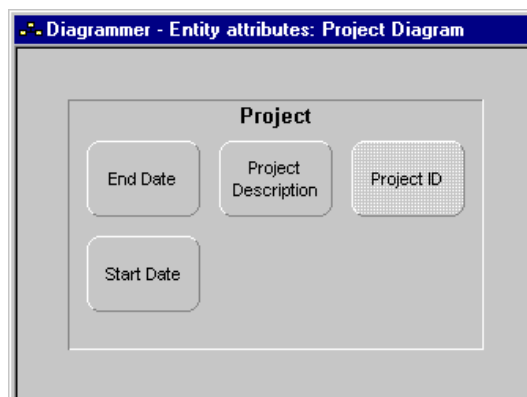 Diagrammer - Entity attributes: Project Diagram
Project
End Date
Project
Description
Project ID
Start Date